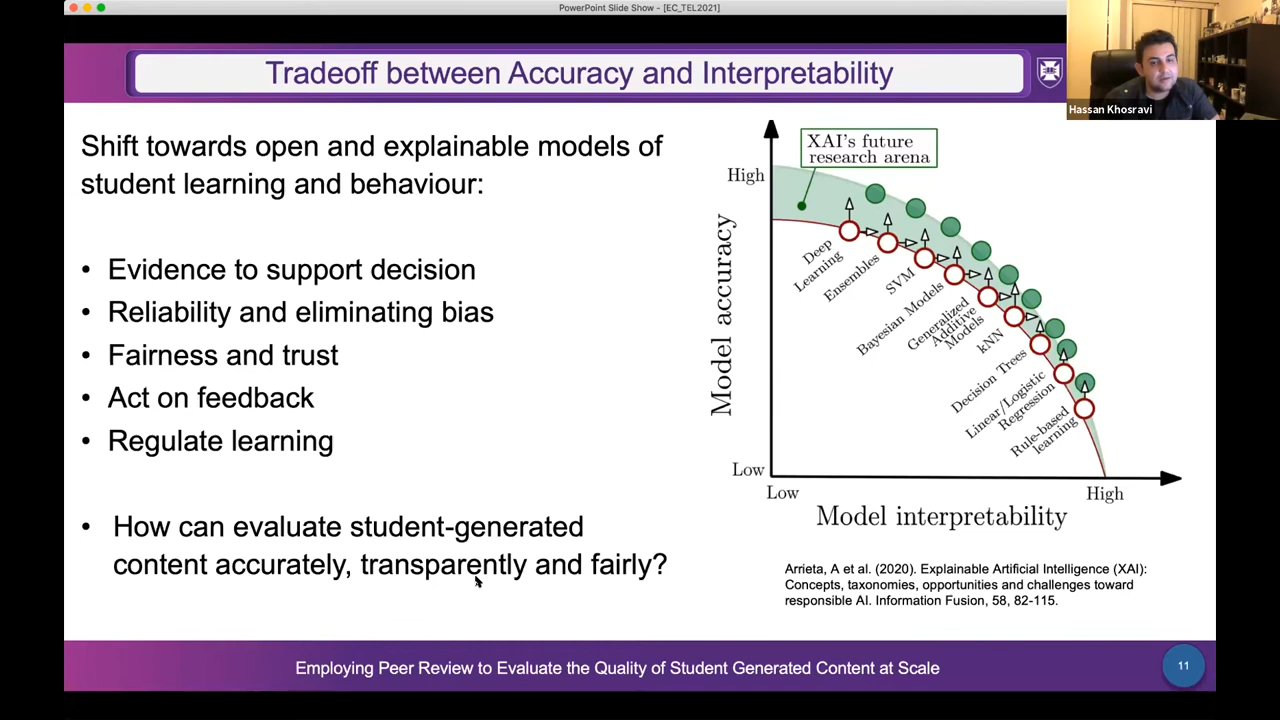 PowerPoint Slide Show - [EC_TEL2021]
Tradeoff between Accuracy and Interpretability
Hassan Khosravi
Shift towards open and explainable models of
student learning and behaviour:
• Evidence to support decision
• Reliability and eliminating bias
• Fairness and trust
• Act on feedback
• Regulate learning
• How can evaluate student-generated
content accurately, transparently and fairly?
XAI's future
research arena
High
Model accuracy
Low
Deep
Learning
Ensembles
SVM
Bayesian Models
Generalized
Additive
Models
kNN
Decision Trees
Linear/Logistic
Regression
Rule-based
learning
Low
High
Model interpretability
Arrieta, A et al. (2020). Explainable Artificial Intelligence (XAI):
Concepts, taxonomies, opportunities and challenges toward
responsible AI. Information Fusion, 58, 82-115.
Employing Peer Review to Evaluate the Quality of Student Generated Content at Scale
11